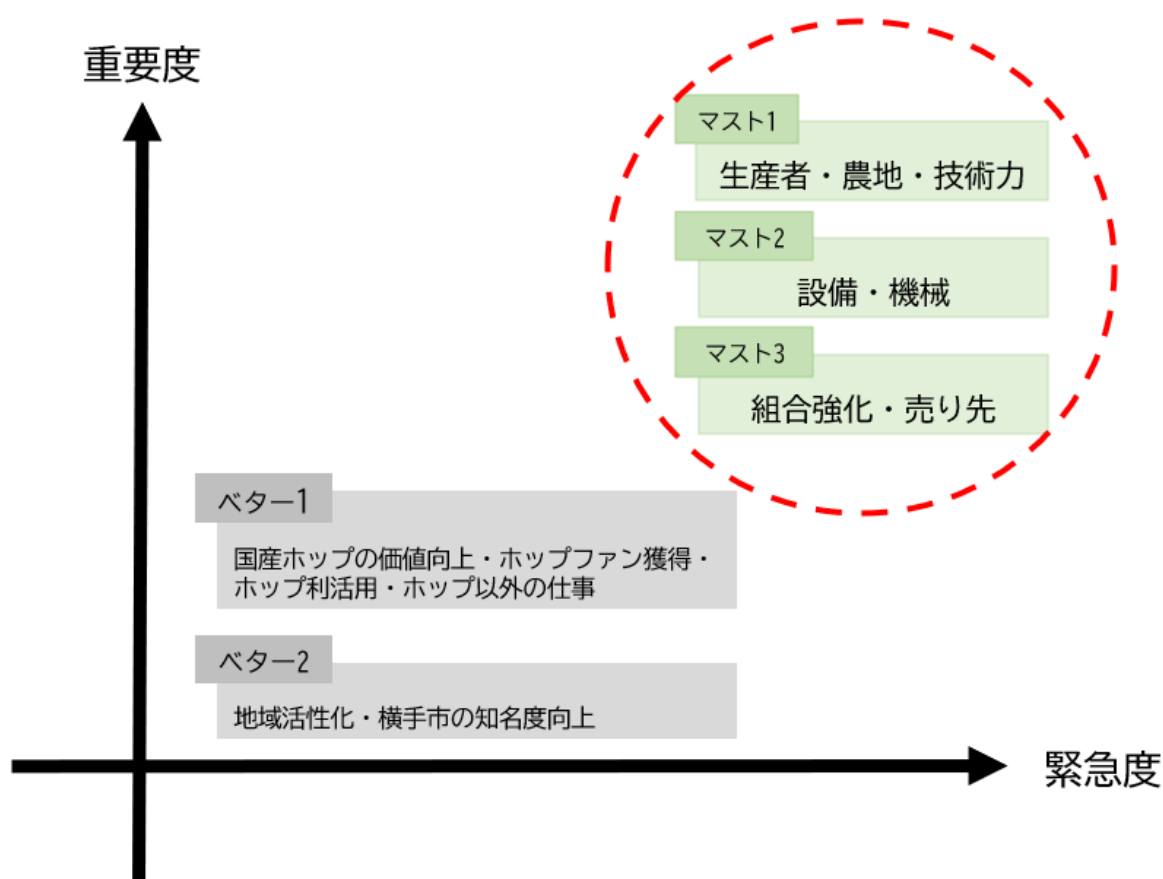 重要度
マスト1
生産者・農地・技術力
マスト2
設備・機械
マスト3
組合強化・売り先
ベター1
国産ホップの価値向上・ホップファン獲得・
ホップ利活用・ホップ以外の仕事
ベター2
地域活性化・横手市の知名度向上
緊急度